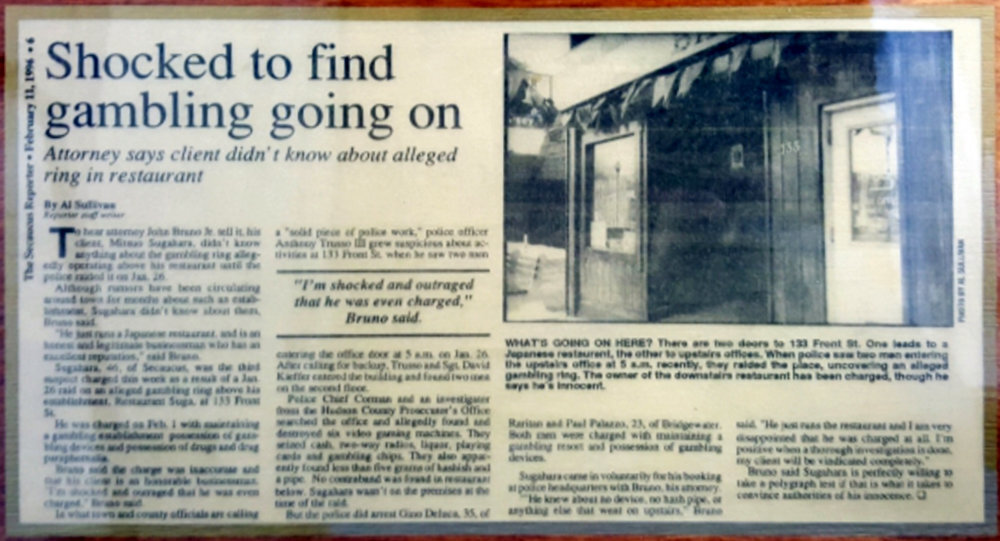 The Secaucus Reporter • February 13, 1994 • 6
Shocked to find
gambling going on
Attorney says client didn't know about alleged
ring in restaurant
By Al Sullivan
Reporter staff writer
To hear attorney John Bruno Jr. tell it, his
client, Mitsuo Sugahara, didn't know
anything about the gambling ring alleg-
edly operating above his restaurant until the
police raided it on Jan. 26.
Although rumors have been circulating
around town for months about such an estab-
lishment, Sugahara didn't know about them,
Bruno said.
"He just runs a Japanese restaurant, and is an
honest and legitimate businessman who has an
excellent reputation," said Bruno.
Sugahara, 46, of Secaucus, was the third
suspect charged this week as a result of a Jan.
26 raid on an alleged gambling ring above his
establishment, Restaurant Suga, at 133 Front
St.
He was charged on Feb. 1 with maintaining
a gambling establishment possession of gam-
bling devices and possession of drugs and drug
paraphernalia.
Bruno said the charge was inaccurate and
that his client is an honorable businessman.
"I'm shocked and outraged that he was even
charged," Bruno said.
In what town and county officials are calling
a "solid piece of police work," police officer
Anthony Trusso III grew suspicious about ac-
tivities at 133 Front St. when he saw two men
"I'm shocked and outraged
that he was even charged,"
Bruno said.
entering the office door at 5 a.m. on Jan. 26.
After calling for backup, Trusso and Sgt. David
Kieffer entered the building and found two men
on the second floor.
Police Chief Corman and an investigator
from the Hudson County Prosecutor's Office
searched the office and allegedly found and
destroyed six video gaming machines. They
seized cash, two-way radios, liquor, playing
cards and gambling chips. They also appar-
ently found less than five grams of hashish and
a pipe. No contraband was found in restaurant
below. Sugahara wasn't on the premises at the
time of the raid.
But the police did arrest Gino Deluca, 35, of
133
PHOTO BY AL SULLIVAN
WHAT'S GOING ON HERE? There are two doors to 133 Front St. One leads to a
Japanese restaurant, the other to upstairs offices. When police saw two men entering
the upstairs office at 5 a.m. recently, they raided the place, uncovering an alleged
gambling ring. The owner of the downstairs restaurant has been charged, though he
says he's innocent.
Raritan and Paul Palazzo, 23, of Bridgewater.
Both men were charged with maintaining a
gambling resort and possession of gambling
devices.
Sugahara came in voluntarily for his booking
at police headquarters with Bruno, his attorney.
"He knew about no device, no hash pipe, or
anything else that went on upstairs," Bruno
said. "He just runs the restaurant and I am very
disappointed that he was charged at all. I'm
positive when a thorough investigation is done,
my client will be vindicated completely."
Bruno said Sugahara is perfectly willing to
take a polygraph test if that is what it takes to
convince authorities of his innocence. ❏